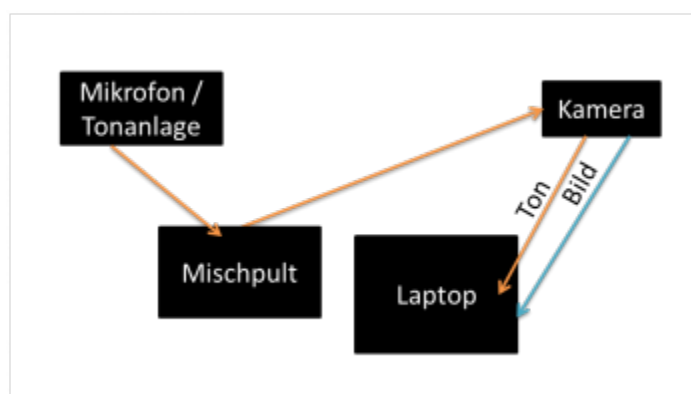 Mikrofon /
Tonanlage
Kamera
Ton
Bild
Mischpult
Laptop